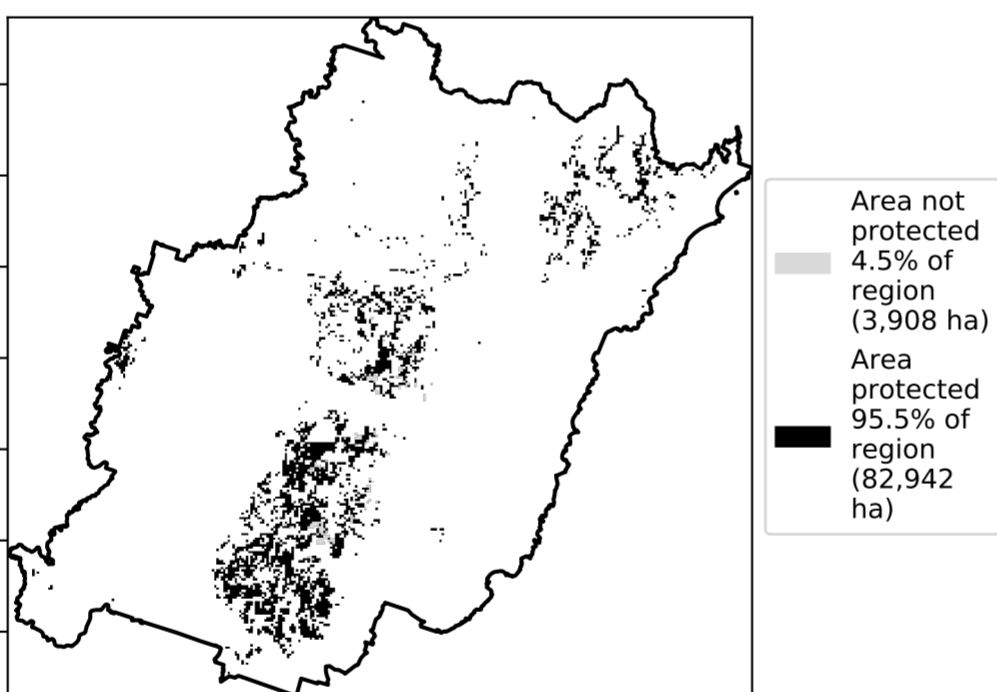 Area not
protected
4.5% of
region
(3,908 ha)
Area
protected
95.5% of
region
(82,942
ha)